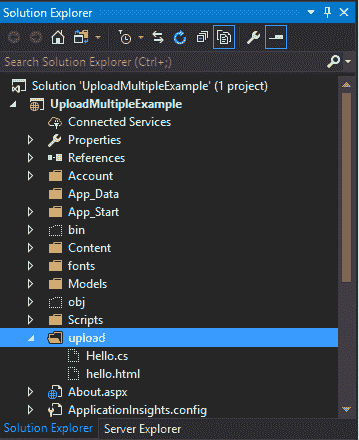 Solution Explorer
Search Solution Explorer (Ctrl+;)
Solution 'UploadMultipleExample' (1 project)
UploadMultipleExample
Connected Services
Properties
References
Account
App_Data
App_Start
bin
Content
fonts
Models
obj
Scripts
upload
Hello.cs
hello.html
About.aspx
ApplicationInsights.config
Solution Explorer Server Explorer